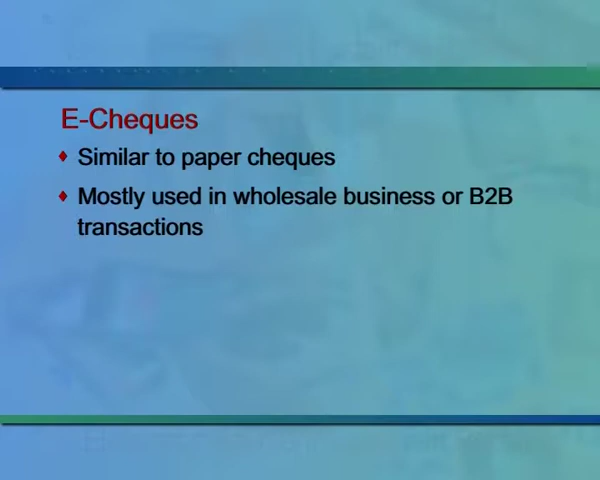 E-Cheques
Similar to paper cheques
Mostly used in wholesale business or B2B
transactions